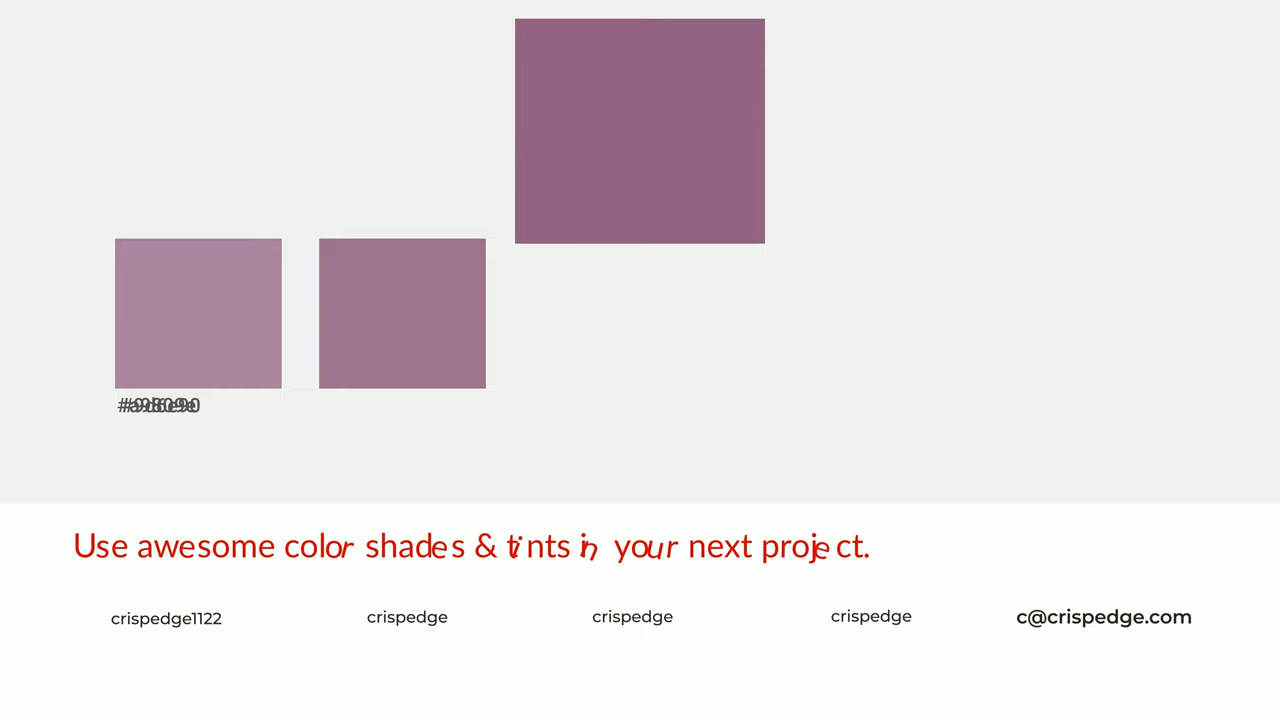 Use awesome color shades & tints in your next project.
crispedge1122 crispedge crispedge crispedge c@crispedge.com